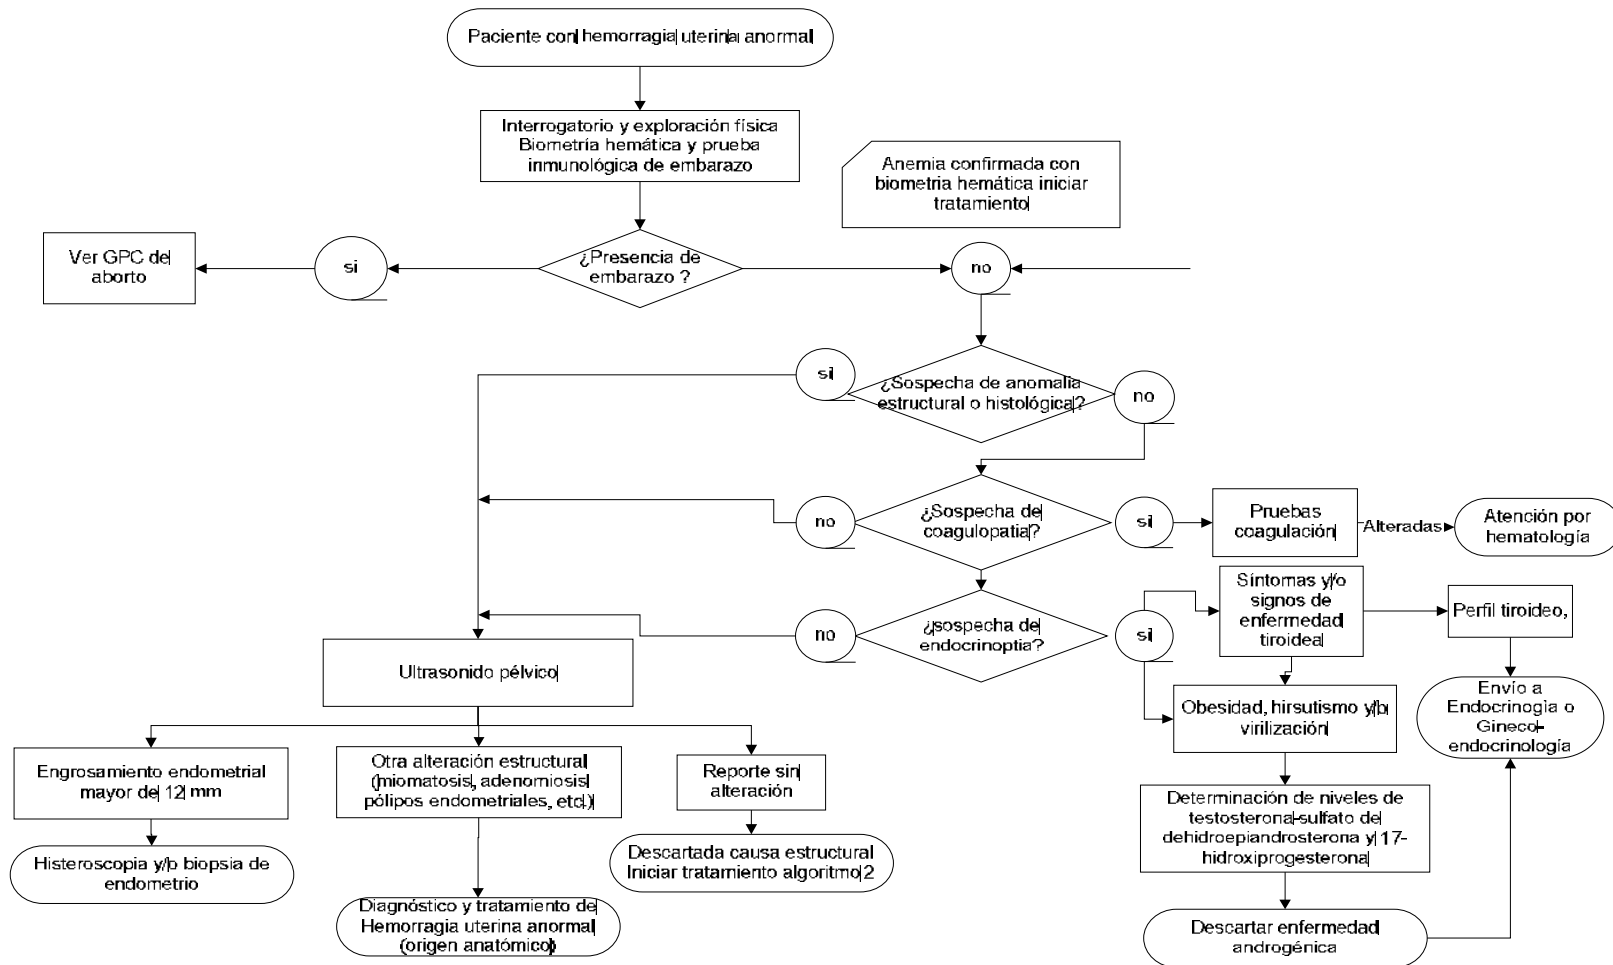 Paciente con hemorragia uterina anormal
Interrogatorio y exploración física
Biometría hemática y prueba
inmunológica de embarazo
Anemia confirmada con
biometria hemática iniciar
tratamiento
¿Presencia de
embarazo ?
si
Ver GPC de
aborto
no
¿Sospecha de anomalia
estructural o histológica?
si
no
¿Sospecha de
coagulopatia?
no
si
Pruebas
coagulación
Alteradas
Atención por
hematología
¿sospecha de
endocrinoptia?
no
si
Síntomas y/o
signos de
enfermedad
tiroidea
Perfil tiroideo,
Envío a
Endocrinogìa o
Gineco-
endocrinología
Obesidad, hirsutismo y/o
virilización
Determinación de niveles de
testosterona-sulfato de
dehidroepiandrosterona y 17-
hidroxiprogesterona
Descartar enfermedad
androgénica
Ultrasonido pélvico
Engrosamiento endometrial
mayor de 12 mm
Histeroscopia y/o biopsia de
endometrio
Otra alteración estructural
(miomatosis, adenomiosis
pólipos endometriales, etc.)
Diagnóstico y tratamiento de
Hemorragia uterina anormal
(origen anatómico)
Reporte sin
alteración
Descartada causa estructural
Iniciar tratamiento algoritmo 2